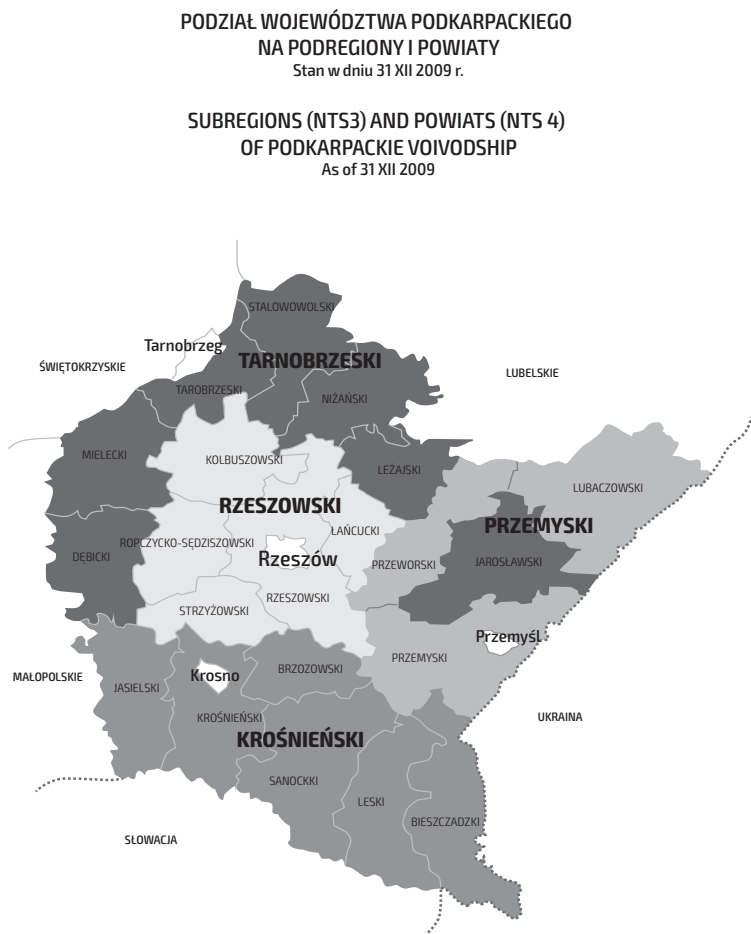 PODZIAŁ WOJEWÓDZTWA PODKARPACKIEGO
NA PODREGIONY I POWIATY
Stan w dniu 31 XII 2009 r.
SUBREGIONS (NTS3) AND POWIATS (NTS 4)
OF PODKARPACKIE VOIVODSHIP
As of 31 XII 2009
STALOWOWOLSKI
Tarnobrzeg
TARNOBRZESKI
ŚWIĘTOKRZYSKIE
LUBELSKIE
TAROBRZESKI
NIŻAŃSKI
MIELECKI
KOLBUSZOWSKI
LEŻAJSKI
LUBACZOWSKI
RZESZOWSKI
PRZEMYSKI
ŁAŃCUCKI
ROPCZYCKO-SĘDZISZOWSKI
DĘBICKI
Rzeszów
PRZEWORSKI
JAROSŁAWSKI
RZESZOWSKI
STRZYŻOWSKI
Przemyśl
PRZEMYSKI
BRZOZOWSKI
MAŁOPOLSKIE
Krosno
JASIELSKI
KROŚNIEŃSKI
UKRAINA
KROŚNIEŃSKI
SANOCKKI
LESKI
BIESZCZADZKI
SŁOWACJA